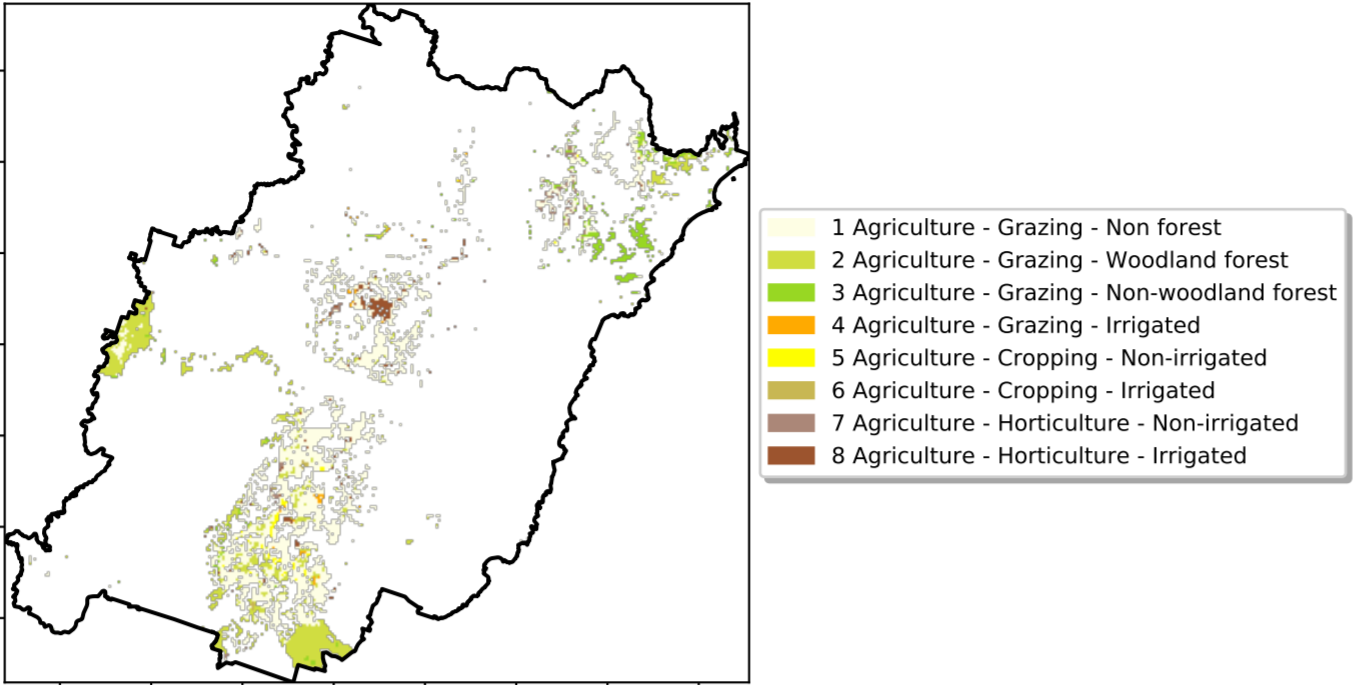 1 Agriculture - Grazing - Non forest
2 Agriculture - Grazing - Woodland forest
3 Agriculture - Grazing - Non-woodland forest
4 Agriculture - Grazing - Irrigated
5 Agriculture - Cropping - Non-irrigated
6 Agriculture - Cropping - Irrigated
7 Agriculture - Horticulture - Non-irrigated
8 Agriculture - Horticulture - Irrigated